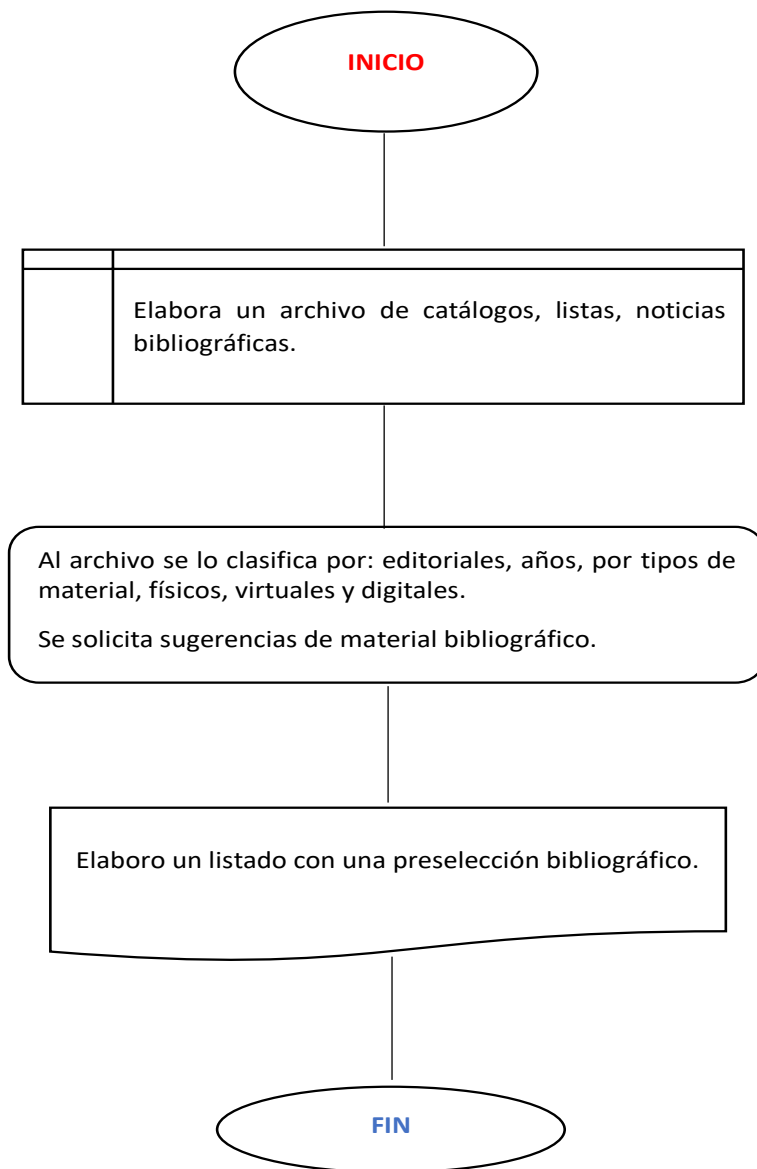 INICIO
Elabora un archivo de catálogos, listas, noticias
bibliográficas.
Al archivo se lo clasifica por: editoriales, años, por tipos de
material, físicos, virtuales y digitales.
Se solicita sugerencias de material bibliográfico.
Elaboro un listado con una preselección bibliográfico.
FIN